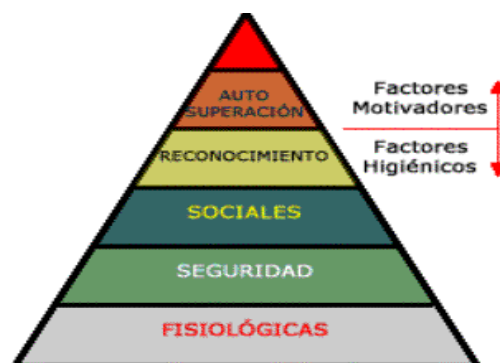 AUTO
SUPERACIÓN
Factores
Motivadores
RECONOCIMIENTO
Factores
Higiénicos
SOCIALES
SEGURIDAD
FISIOLÓGICAS